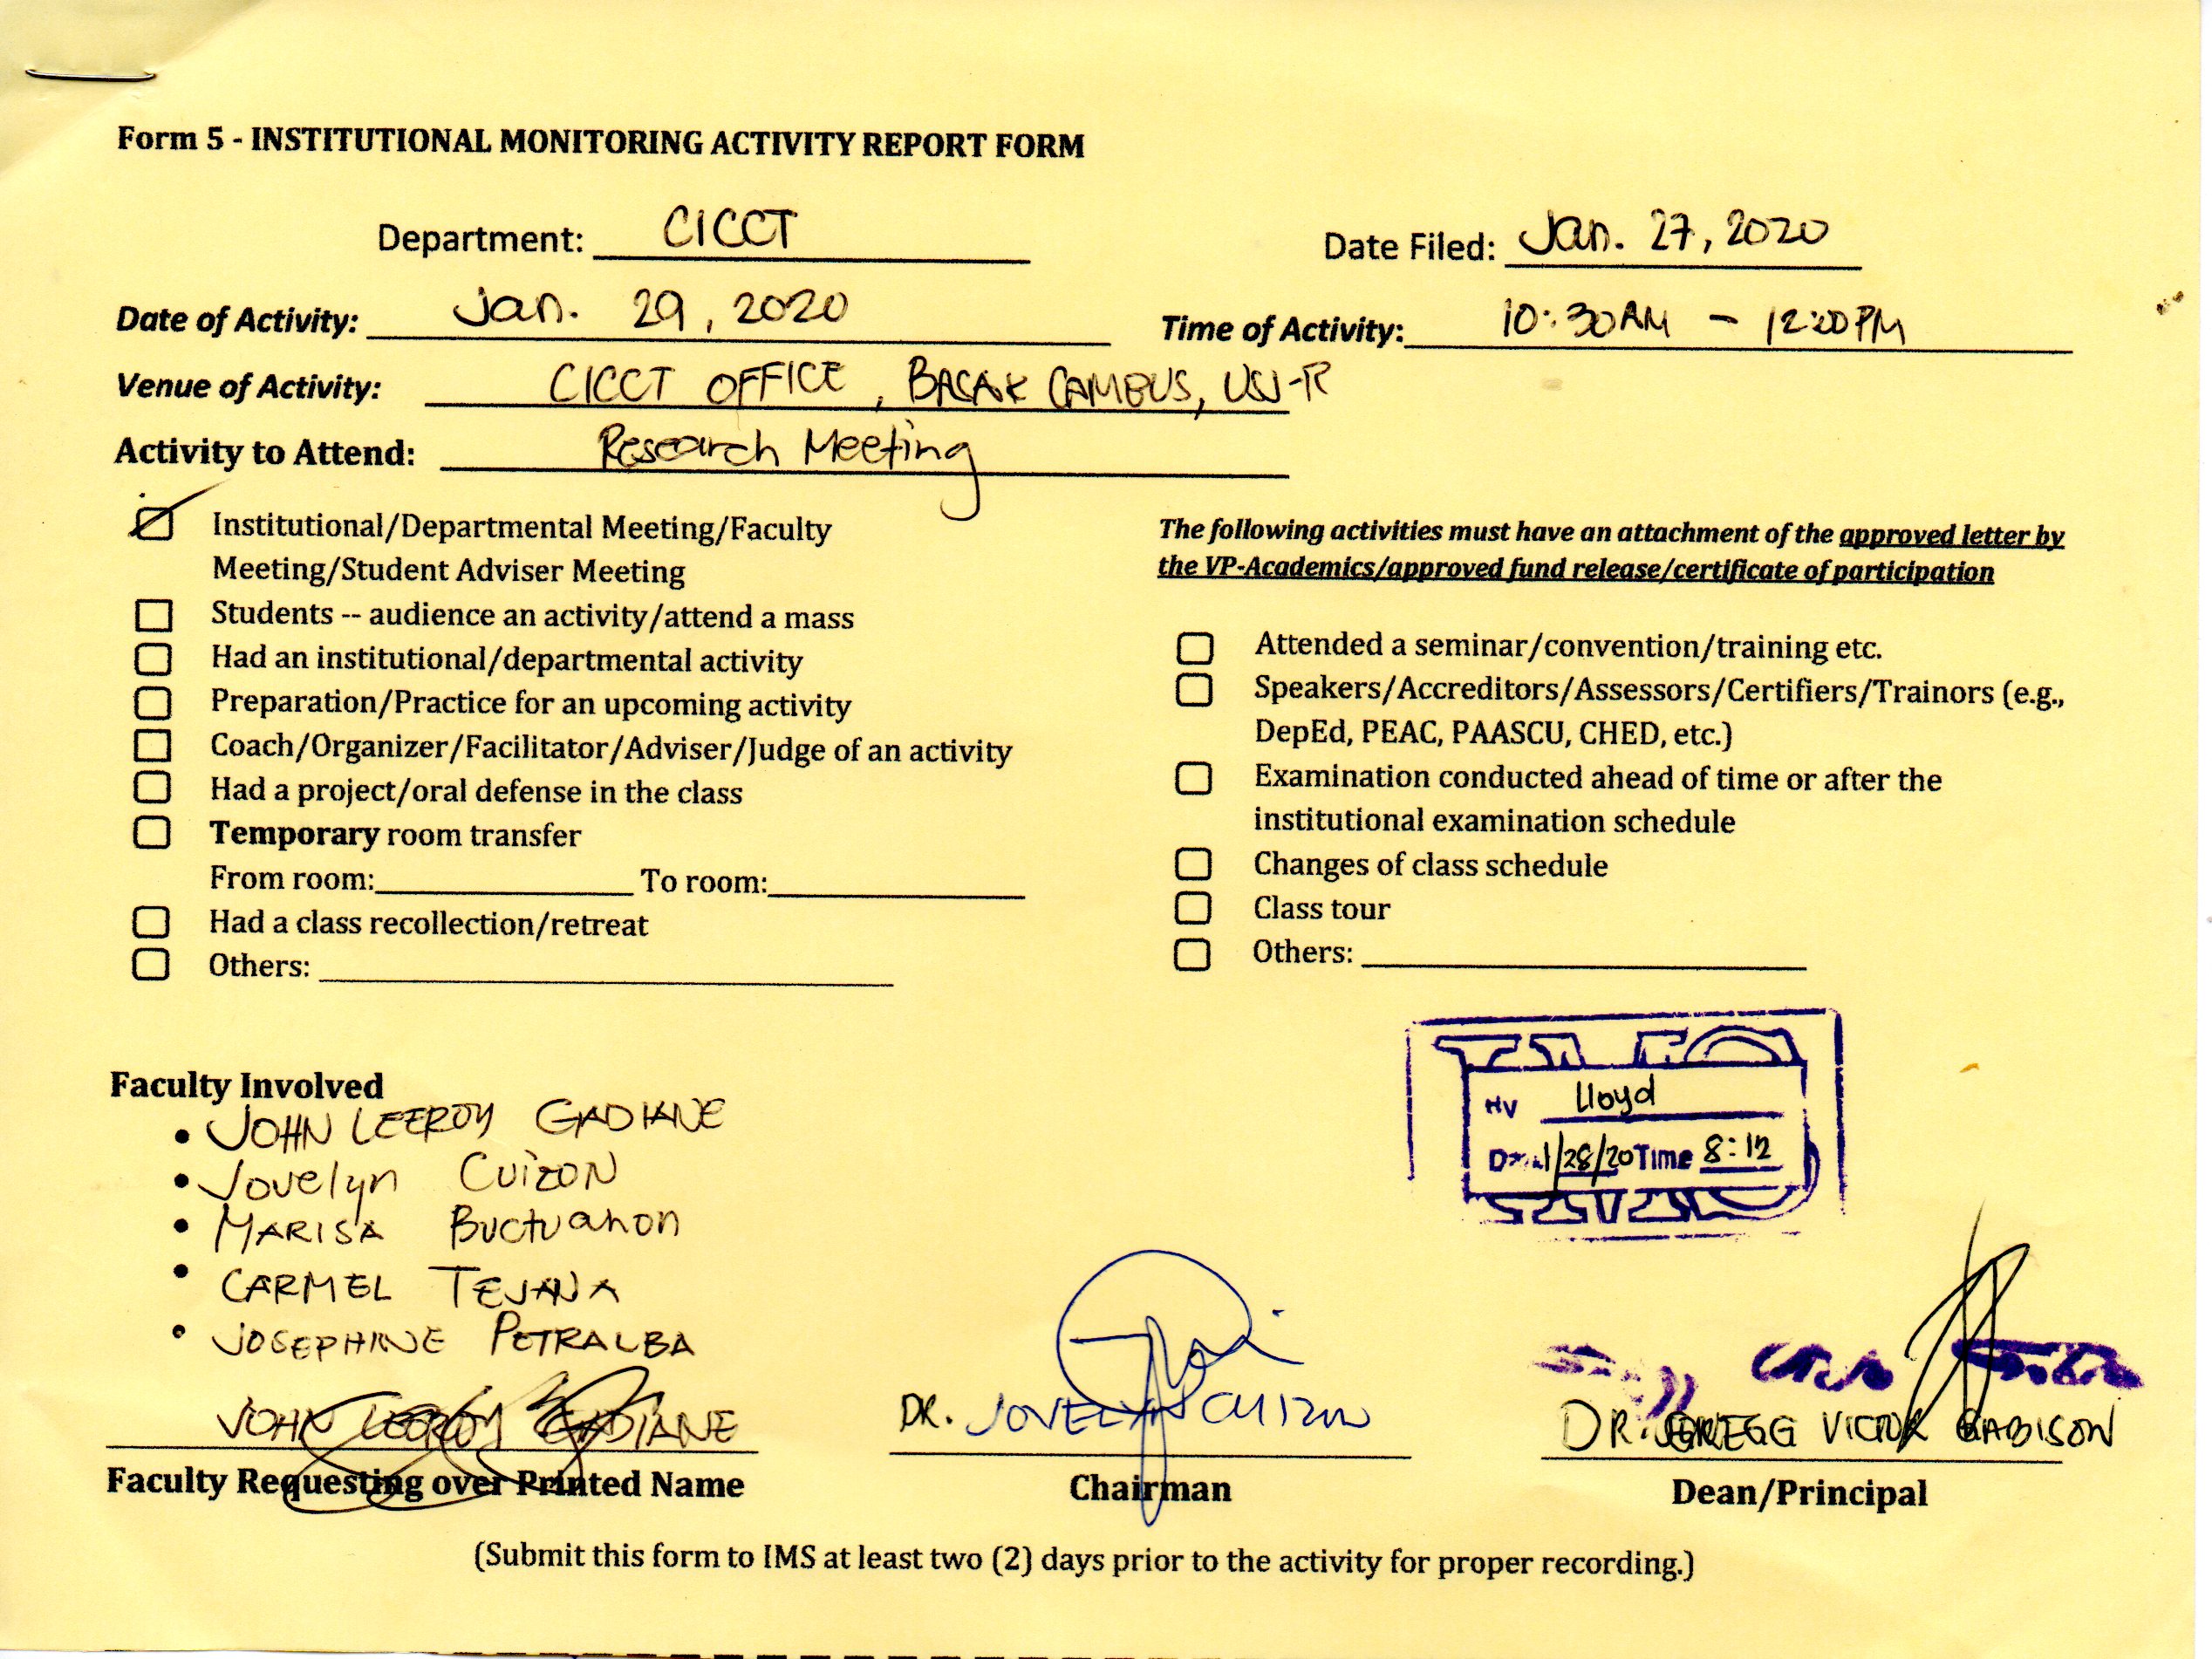 Form 5 - INSTITUTIONAL MONITORING ACTIVITY REPORT FORM
Department: CICCT
Date Filed: Jan. 27, 2020
Date of Activity: Jan. 29, 2020
Time of Activity: 10:30AM - 12:00PM
Venue of Activity: CICCT OFFICE, BASAK CAMPUS, USJ-R
Activity to Attend: Research Meeting
Institutional/Departmental Meeting/Faculty
Meeting/Student Adviser Meeting
Students -- audience an activity/attend a mass
Had an institutional/departmental activity
Preparation/Practice for an upcoming activity
Coach/Organizer/Facilitator/Adviser/Judge of an activity
Had a project/oral defense in the class
Temporary room transfer
From room: To room:
Had a class recollection/retreat
Others:
The following activities must have an attachment of the approved letter by
the VP-Academics/approved fund release/certificate of participation
Attended a seminar/convention/training etc.
Speakers/Accreditors/Assessors/Certifiers/Trainors (e.g.,
DepEd, PEAC, PAASCU, CHED, etc.)
Examination conducted ahead of time or after the
institutional examination schedule
Changes of class schedule
Class tour
Others:
Lloyd
1/28/20 Time 8:12
Faculty Involved
• JOHN LEEROY GADIANE
• Jovelyn CUIZON
• MARISA Buctuanon
• CARMEL TEJANA
• JOSEPHINE PETRALBA
JOHN LEEROY GADIANE
Faculty Requesting over Printed Name
DR. JOVELYN CUIZON
Chairman
DR. GREGG VICTOR GABISON
Dean/Principal
(Submit this form to IMS at least two (2) days prior to the activity for proper recording.)